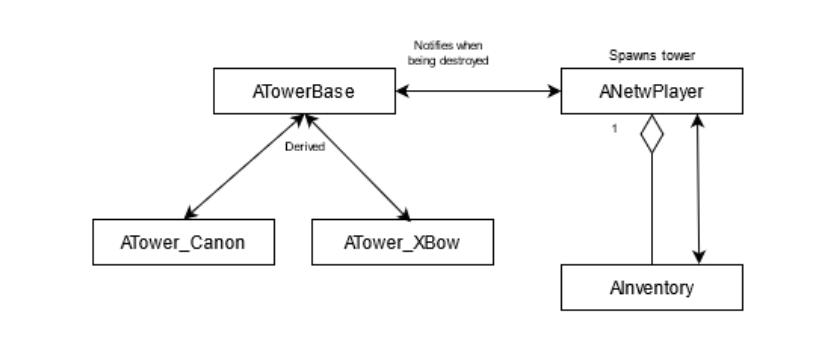 Notifies when
being destroyed
Spawns tower
ATowerBase
ANetwPlayer
1
Derived
ATower_Canon
ATower_XBow
AInventory